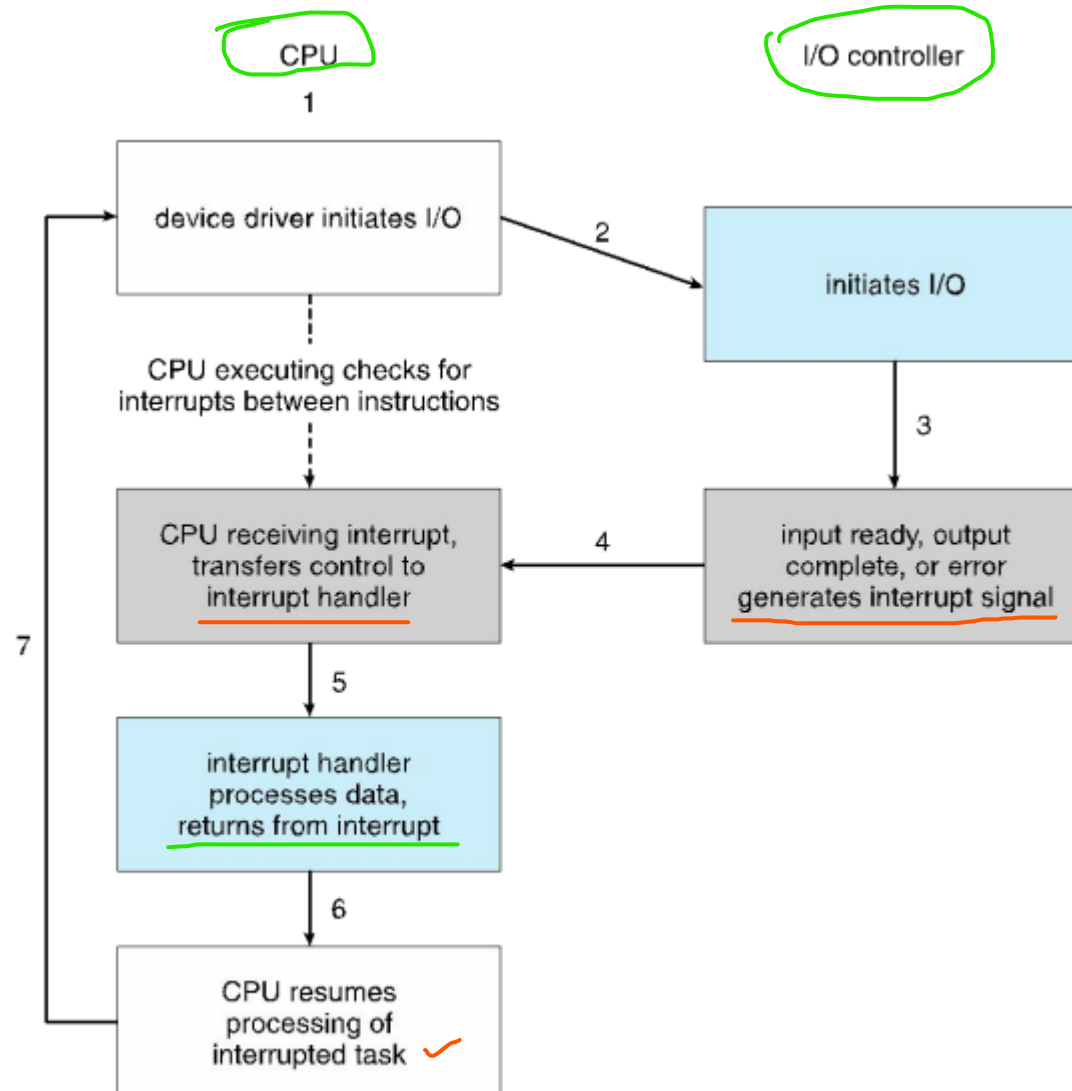 CPU
I/O controller
1
device driver initiates I/O
2
initiates I/O
CPU executing checks for
interrupts between instructions
3
CPU receiving interrupt,
transfers control to
interrupt handler
4
input ready, output
complete, or error
generates interrupt signal
7
5
interrupt handler
processes data,
returns from interrupt
6
CPU resumes
processing of
interrupted task